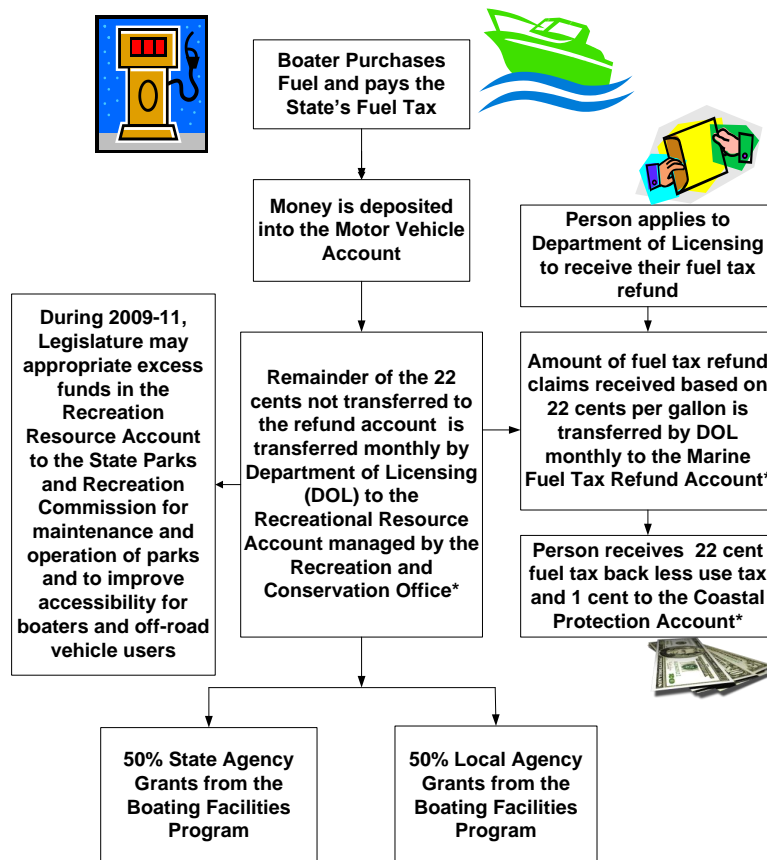 Boater Purchases
Fuel and pays the
State's Fuel Tax
Money is deposited
into the Motor Vehicle
Account
Person applies to
Department of Licensing
to receive their fuel tax
refund
During 2009-11,
Legislature may
appropriate excess
funds in the
Recreation
Resource Account
to the State Parks
and Recreation
Commission for
maintenance and
operation of parks
and to improve
accessibility for
boaters and off-road
vehicle users
Remainder of the 22
cents not transferred to
the refund account is
transferred monthly by
Department of Licensing
(DOL) to the
Recreational Resource
Account managed by the
Recreation and
Conservation Office*
Amount of fuel tax refund
claims received based on
22 cents per gallon is
transferred by DOL
monthly to the Marine
Fuel Tax Refund Account*
Person receives 22 cent
fuel tax back less use tax
and 1 cent to the Coastal
Protection Account*
50% State Agency
Grants from the
Boating Facilities
Program
50% Local Agency
Grants from the
Boating Facilities
Program